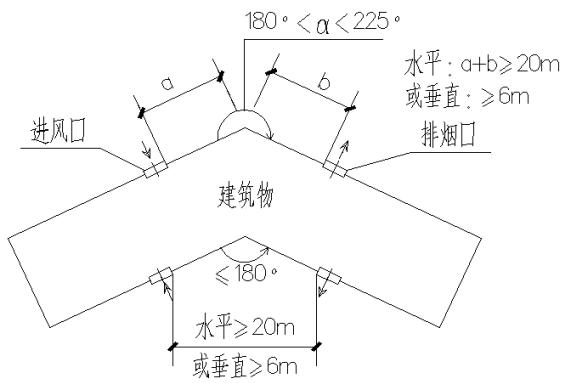 180°＜α＜225°
水平：a+b≥20m
或垂直：≥6m
a
b
进风口
排烟口
建筑物
≤180°
水平≥20m
或垂直≥6m